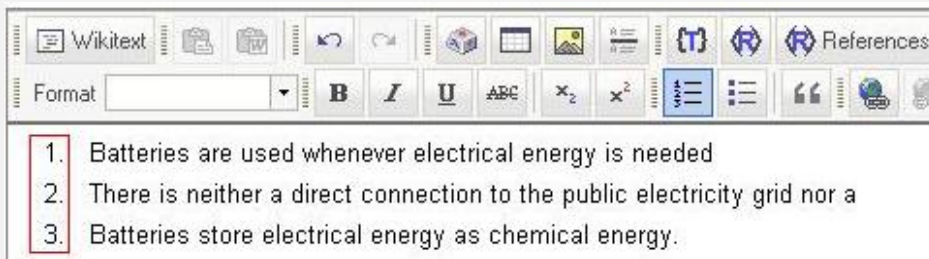 Wikitext References
Format B I U ABC x₂ x²
1. Batteries are used whenever electrical energy is needed
2. There is neither a direct connection to the public electricity grid nor a
3. Batteries store electrical energy as chemical energy.